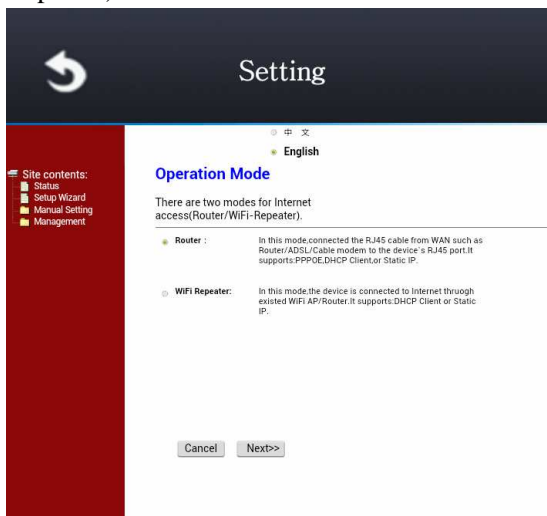 Setting
中 文
English
Site contents:
Status
Setup Wizard
Manual Setting
Management
Operation Mode
There are two modes for Internet
access(Router/WiFi-Repeater).
Router :
In this mode,connected the RJ45 cable from WAN such as
Router/ADSL/Cable modem to the device`s RJ45 port.It
supports:PPPOE,DHCP Client,or Static IP.
WiFi Repeater:
In this mode,the device is connected to Internet thruogh
existed WiFi AP/Router.It supports:DHCP Client or Static
IP.
Cancel
Next>>